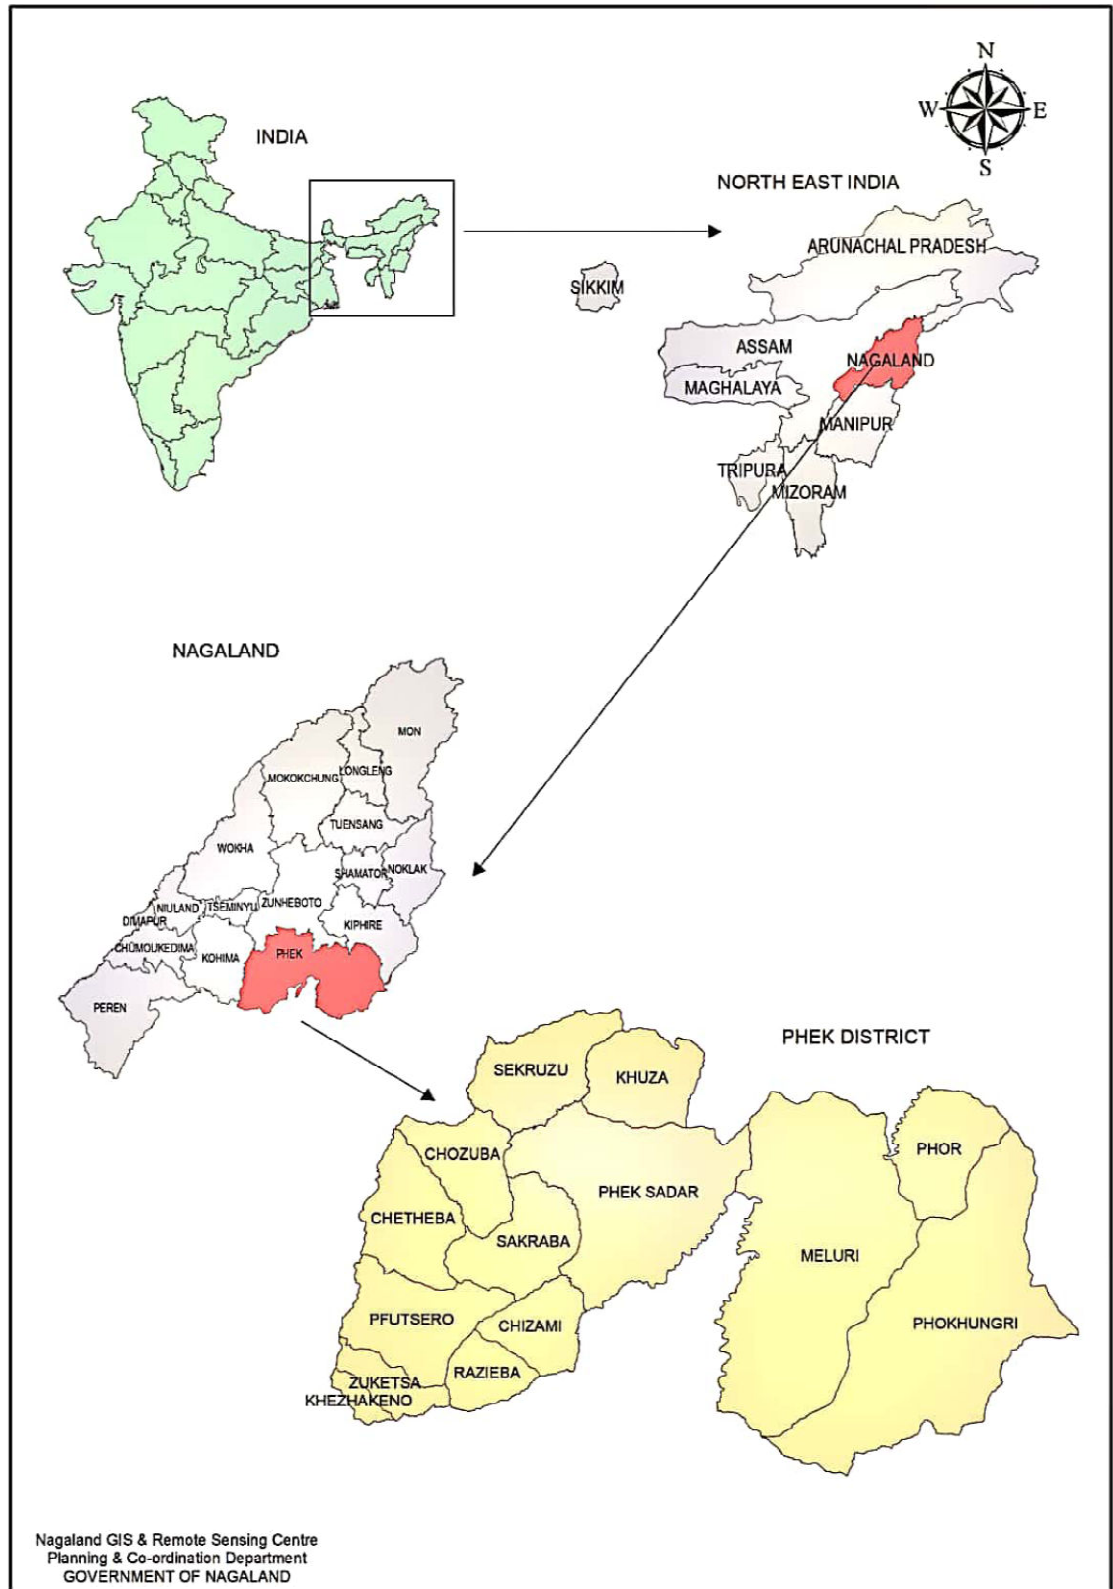 N
INDIA
W
E
S
NORTH EAST INDIA
ARUNACHAL PRADESH
SIKKIM
ASSAM
NAGALAND
MAGHALAYA
MANIPUR
TRIPURA
MIZORAM
NAGALAND
MON
MOKOKCHUNG
LONGLENG
TUENSANG
WOKHA
SHAMATOR
NOKLAK
NIULAND
TSEMINYU
ZUNHEBOTO
DIMAPUR
KIPHIRE
CHUMOUKEDIMA
KOHIMA
PHEK
PEREN
PHEK DISTRICT
SEKRUZU
KHUZA
CHOZUBA
PHOR
PHEK SADAR
CHETHEBA
SAKRABA
MELURI
PFUTSERO
CHIZAMI
PHOKHUNGRI
RAZIEBA
ZUKETSA
KHEZHAKENO
Nagaland GIS & Remote Sensing Centre
Planning & Co-ordination Department
GOVERNMENT OF NAGALAND